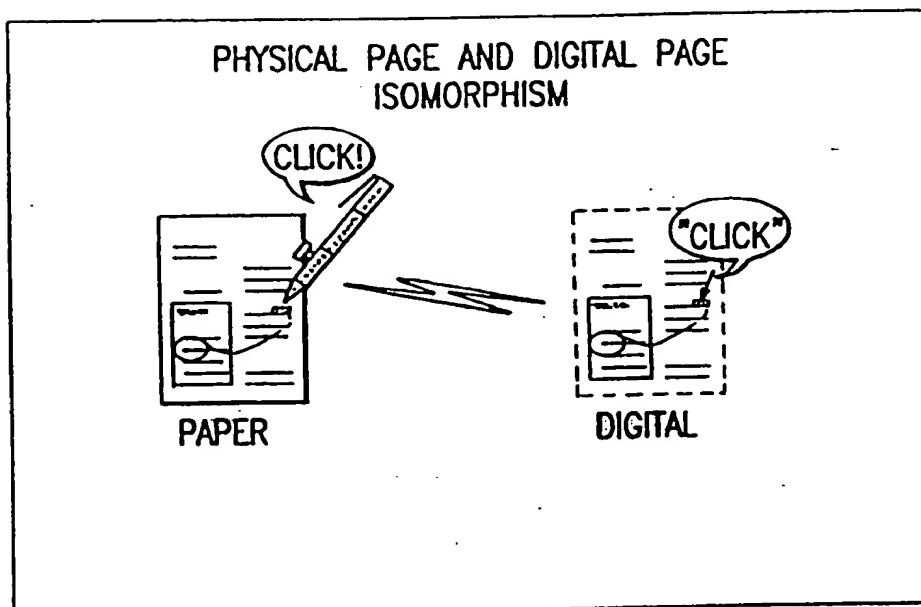 PHYSICAL PAGE AND DIGITAL PAGE
ISOMORPHISM
CLICK!
"CLICK"
PAPER
DIGITAL